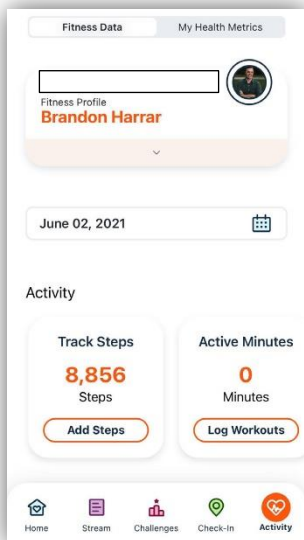 Fitness Data My Health Metrics
Fitness Profile
Brandon Harrar
June 02, 2021
Activity
Track Steps Active Minutes
8,856 0
Steps Minutes
Add Steps Log Workouts
Home Stream Challenges Check-In Activity